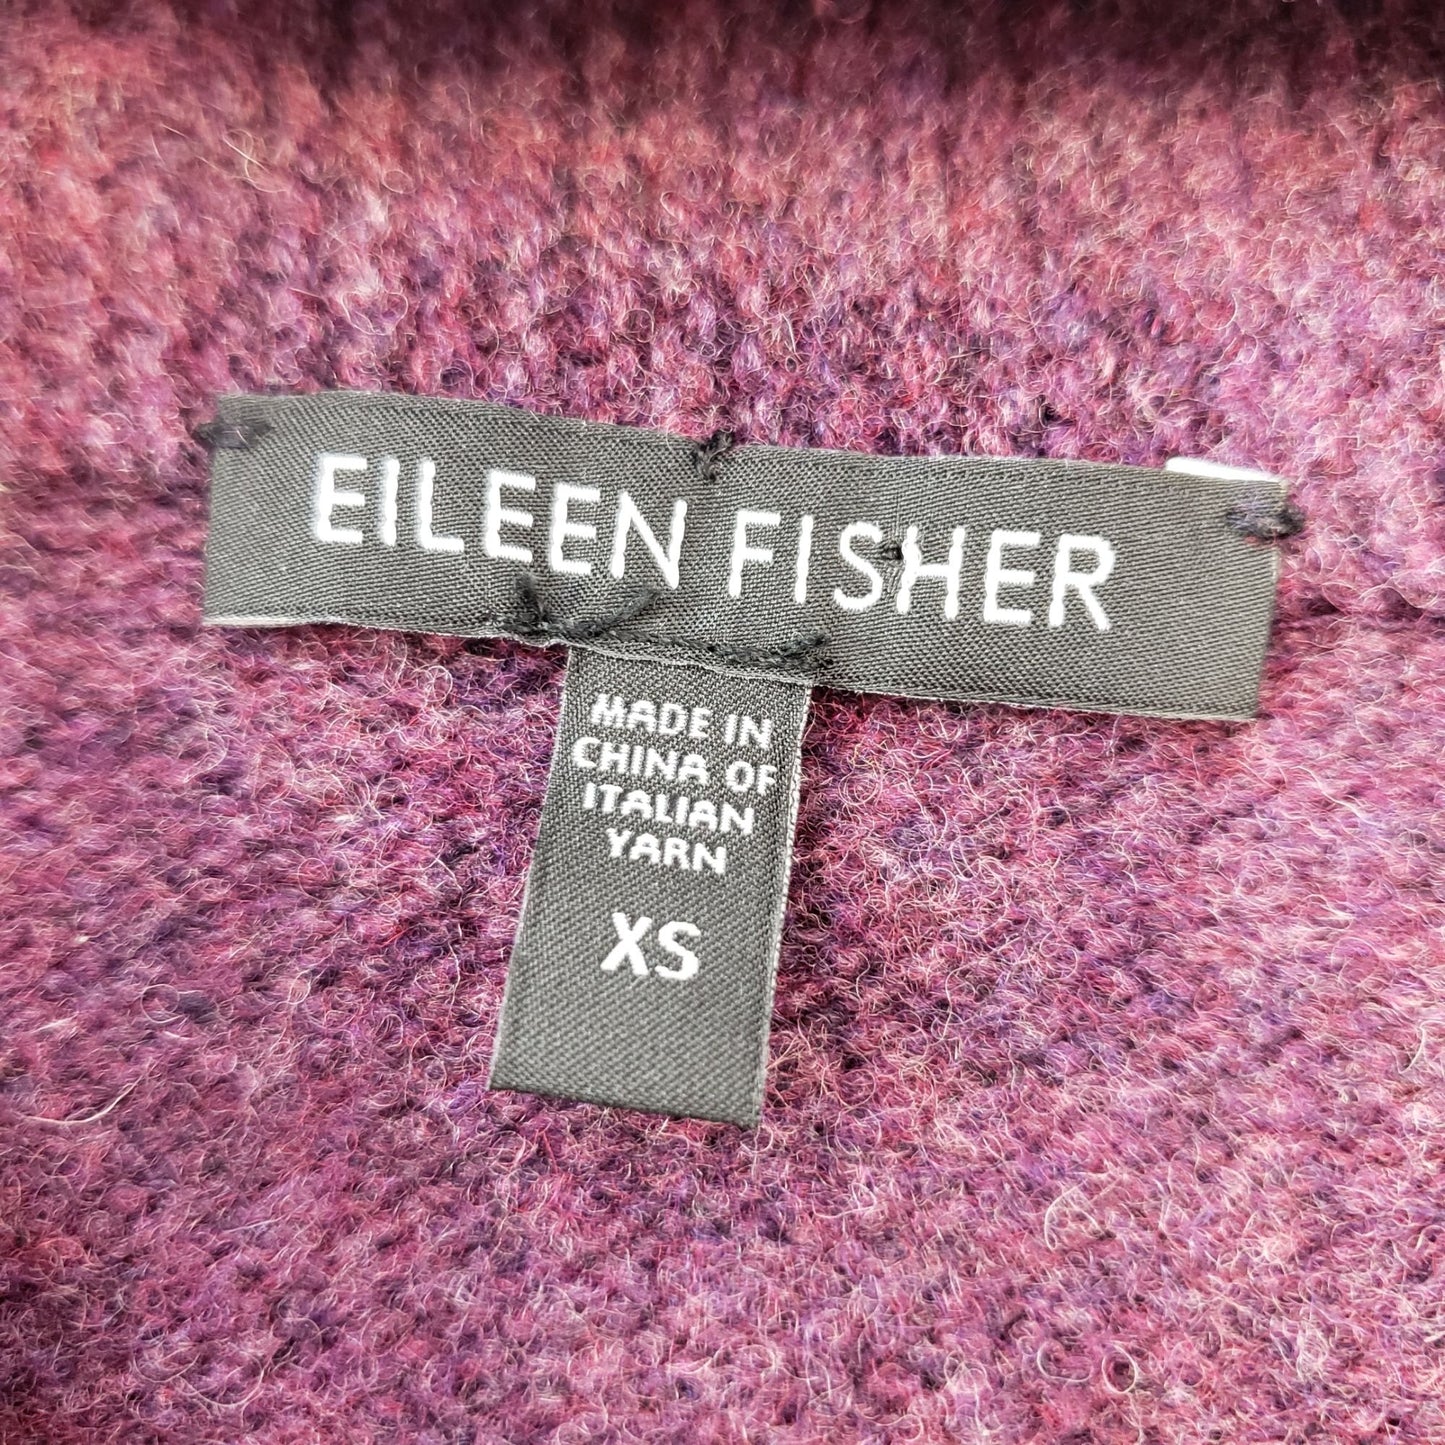 EILEEN FISHER
MADE IN
CHINA OF
ITALIAN
YARN
XS